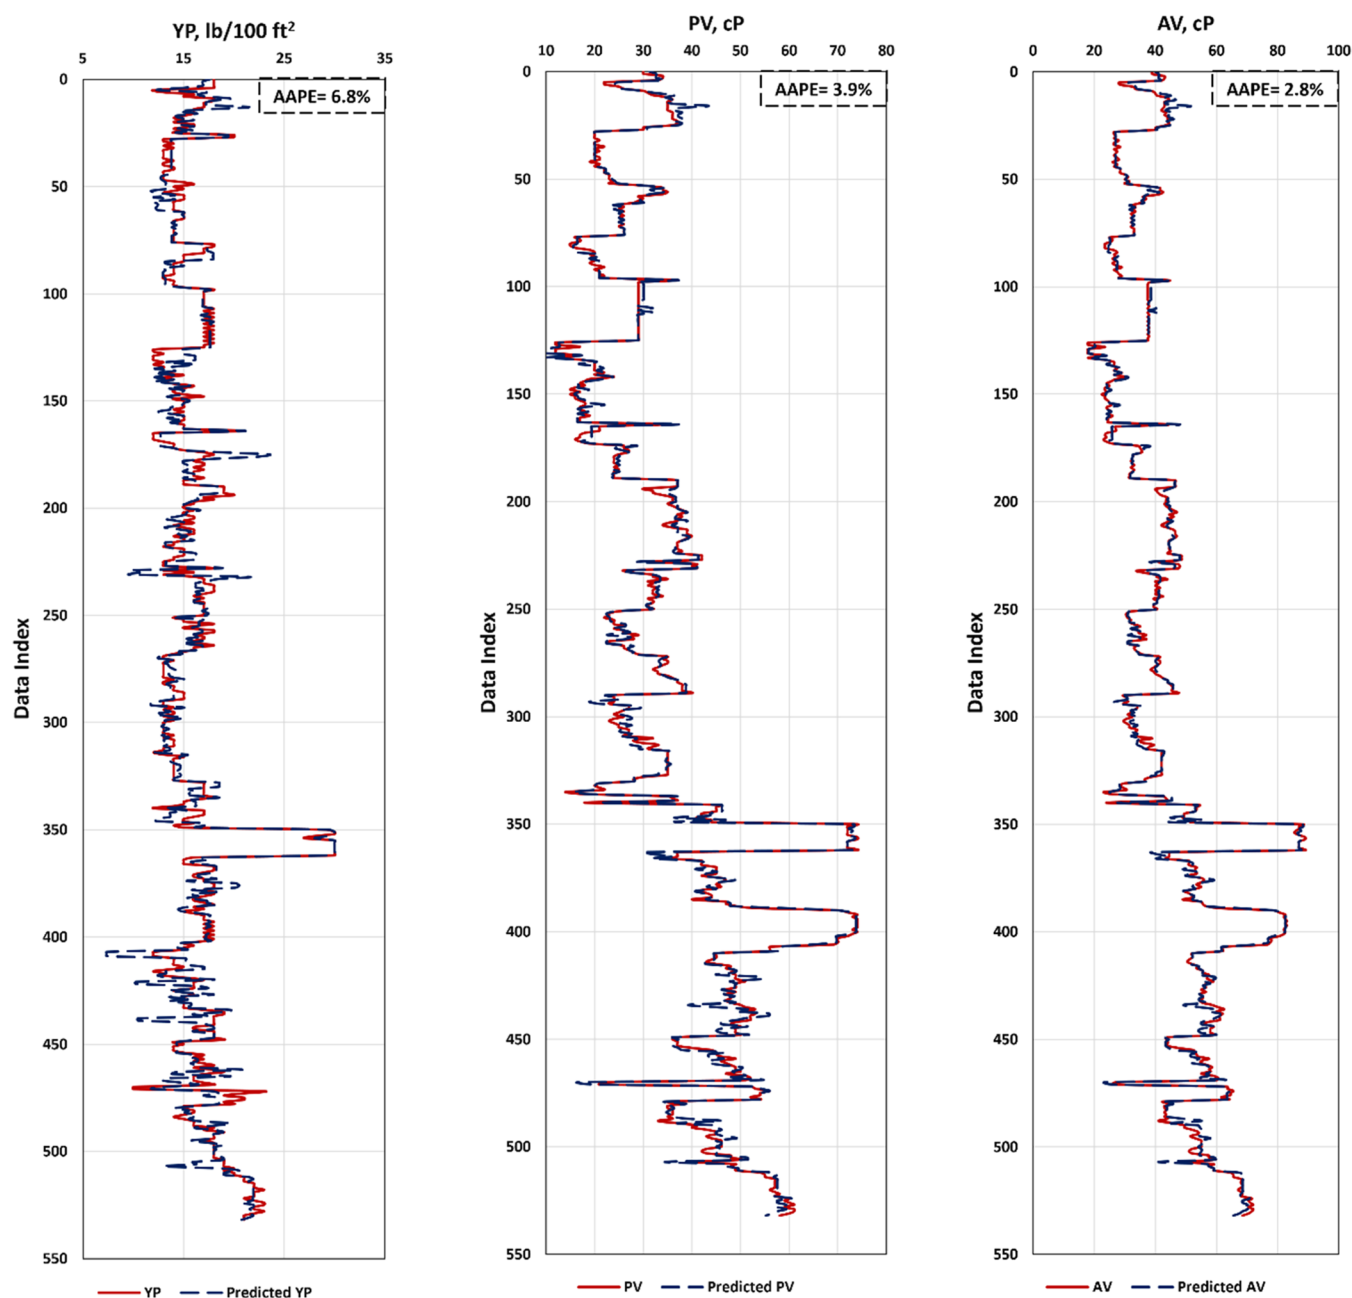 YP, lb/100 ft²
5 15 25 35
AAPE= 6.8%
0
50
100
150
200
250
300
350
400
450
500
550
Data Index
YP Predicted YP
PV, cP
10 20 30 40 50 60 70 80
AAPE= 3.9%
0
50
100
150
200
250
300
350
400
450
500
550
Data Index
PV Predicted PV
AV, cP
0 20 40 60 80 100
AAPE= 2.8%
0
50
100
150
200
250
300
350
400
450
500
550
Data Index
AV Predicted AV